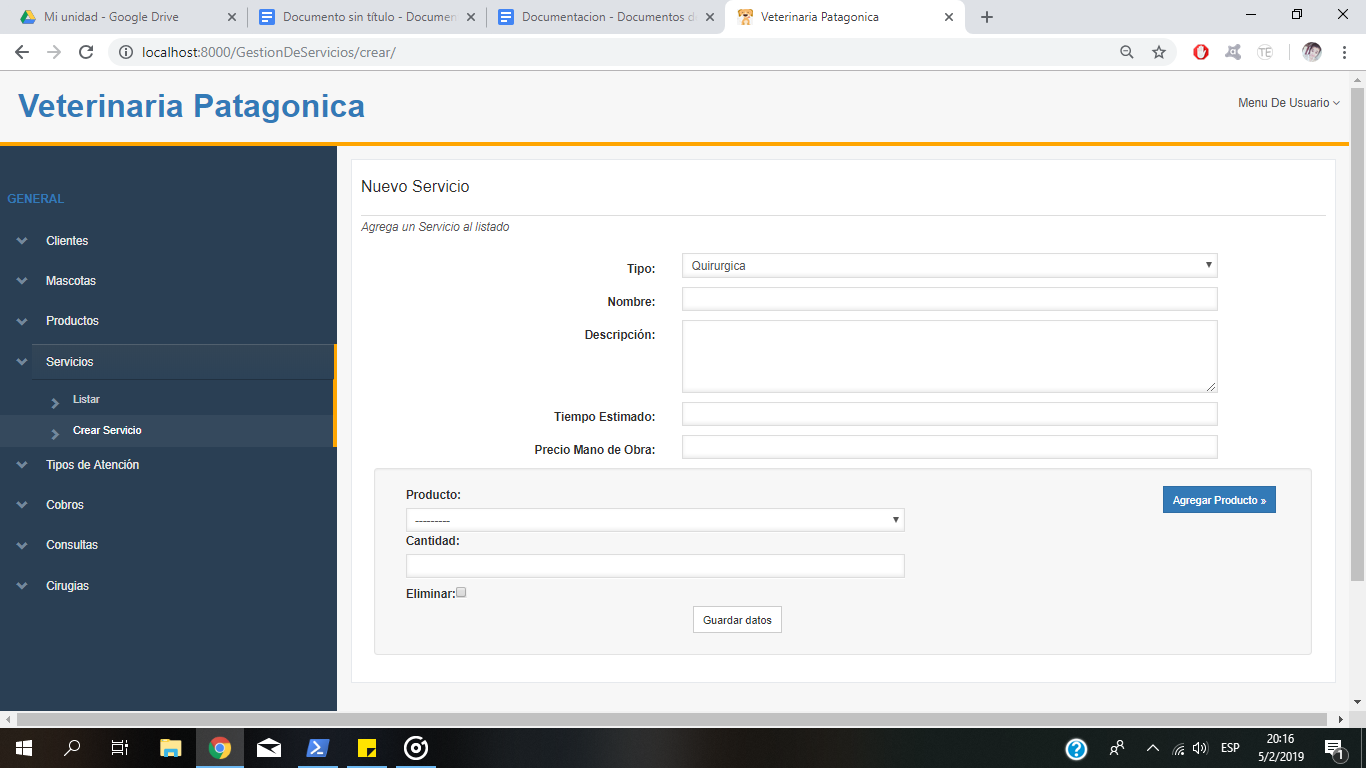 Mi unidad - Google Drive
Documento sin título - Documen
Documentacion - Documentos d
Veterinaria Patagonica
localhost:8000/GestionDeServicios/crear/
TE
Veterinaria Patagonica
Menu De Usuario
GENERAL
Clientes
Mascotas
Productos
Servicios
Listar
Crear Servicio
Tipos de Atención
Cobros
Consultas
Cirugias
Nuevo Servicio
Agrega un Servicio al listado
Tipo:
Quirurgica
Nombre:
Descripción:
Tiempo Estimado:
Precio Mano de Obra:
Producto:
---------
Agregar Producto »
Cantidad:
Eliminar:
Guardar datos
ESP
20:16
5/2/2019
1